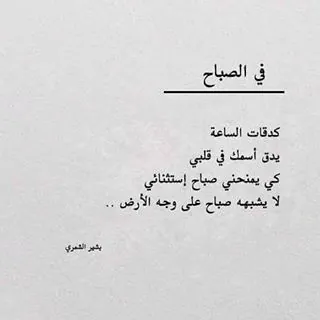 في الصباح
كدقات الساعة
يدق أسمك في قلبي
كي يمنحني صباح إستثنائي
لا يشبهه صباح على وجه الأرض ..
بشير الشمري